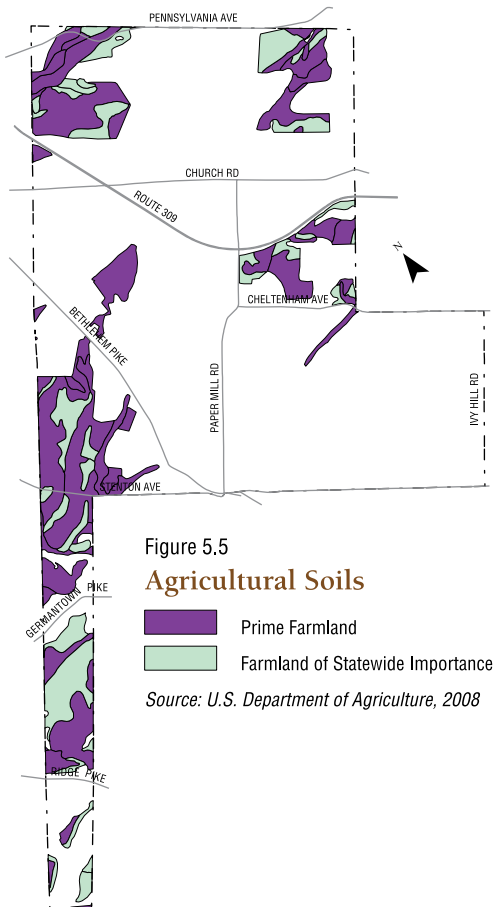 PENNSYLVANIA AVE
CHURCH RD
ROUTE 309
N
CHELTENHAM AVE
BETHLEHEM PIKE
PAPER MILL RD
IVY HILL RD
STENTON AVE
Figure 5.5
Agricultural Soils
GERMANTOWN PIKE
Prime Farmland
Farmland of Statewide Importance
Source: U.S. Department of Agriculture, 2008
RIDGE PIKE